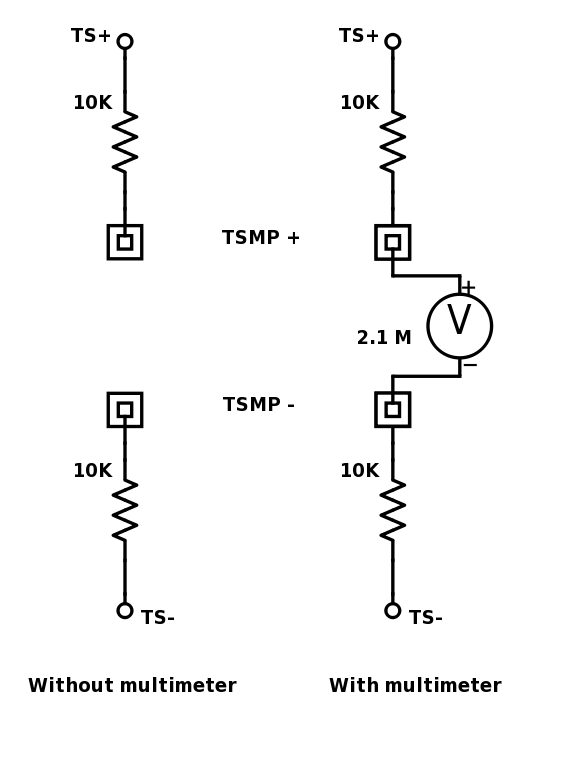 TS+
TS+
10K
10K
TSMP +
+
V
2.1 M
−
TSMP -
10K
10K
TS-
TS-
Without multimeter
With multimeter